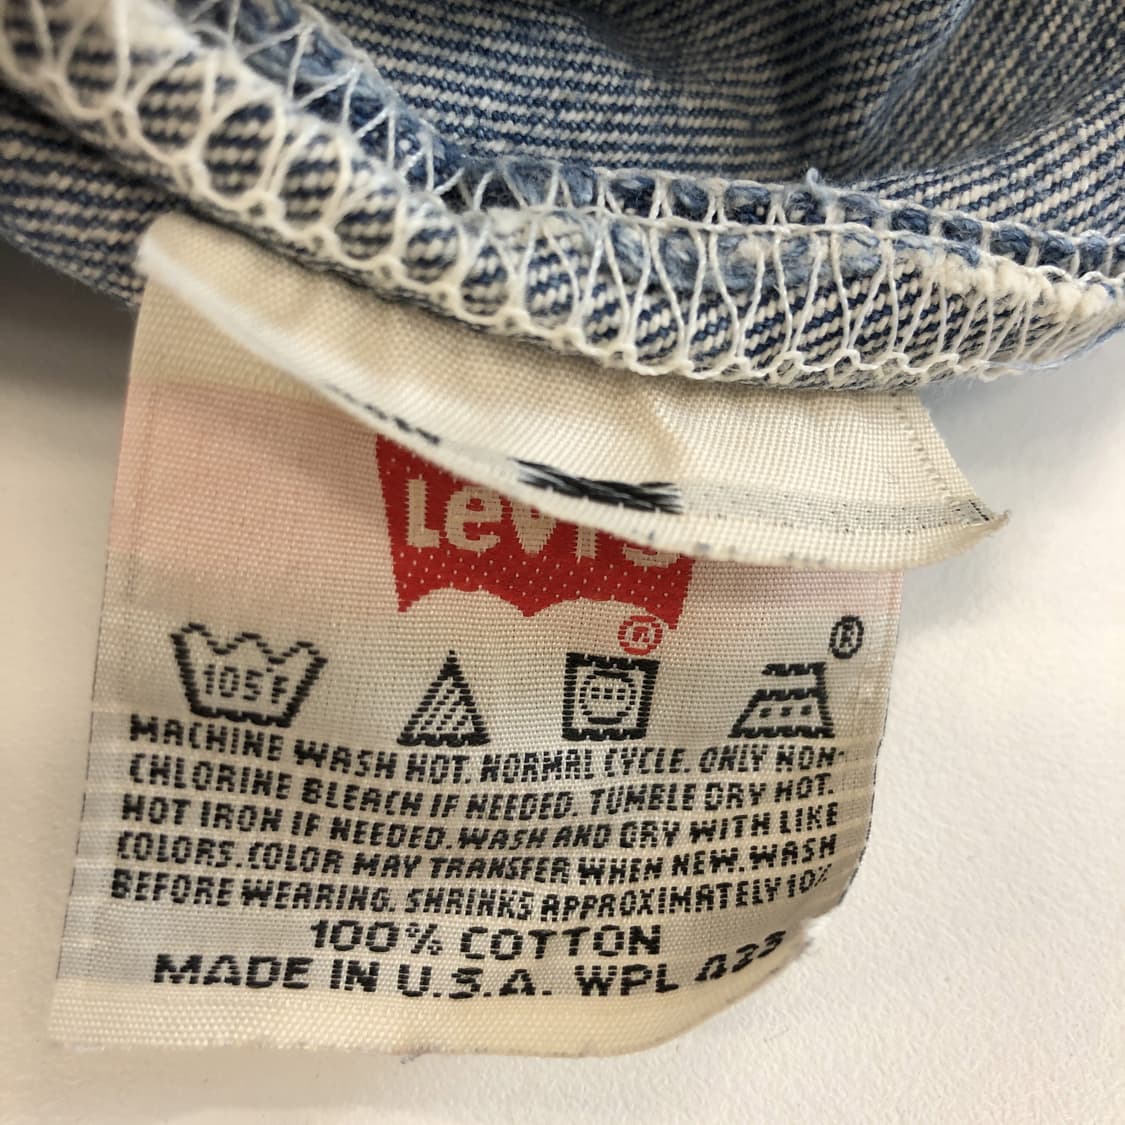 Levi's
®
®
105F
MACHINE WASH HOT. NORMAL CYCLE. ONLY NON-
CHLORINE BLEACH IF NEEDED. TUMBLE DRY HOT.
HOT IRON IF NEEDED. WASH AND DRY WITH LIKE
COLORS. COLOR MAY TRANSFER WHEN NEW. WASH
BEFORE WEARING. SHRINKS APPROXIMATELY 10%
100% COTTON
MADE IN U.S.A. WPL 423